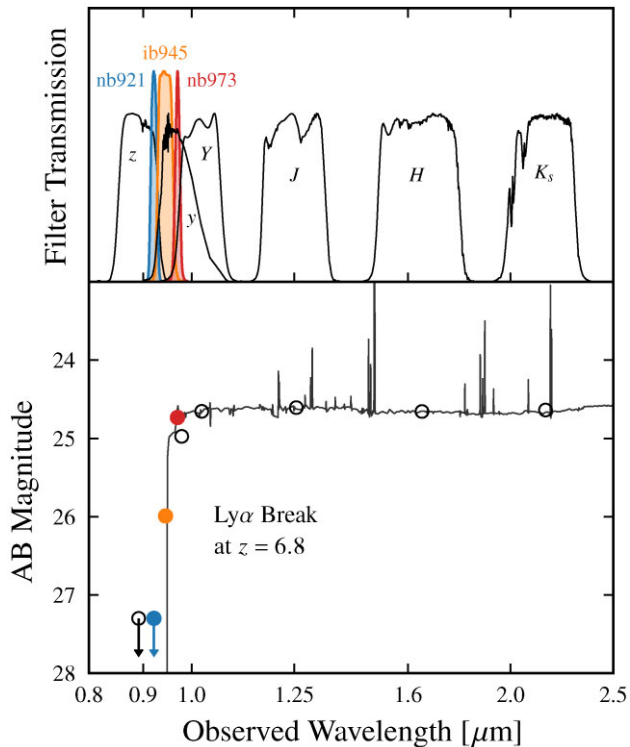 ib945
nb921 nb973
z Y J H Kₛ
y
Filter Transmission
24
25
26
27
28
AB Magnitude
Lyα Break
at z = 6.8
0.8 0.9 1.0 1.25 1.6 2.0 2.5
Observed Wavelength [μm]